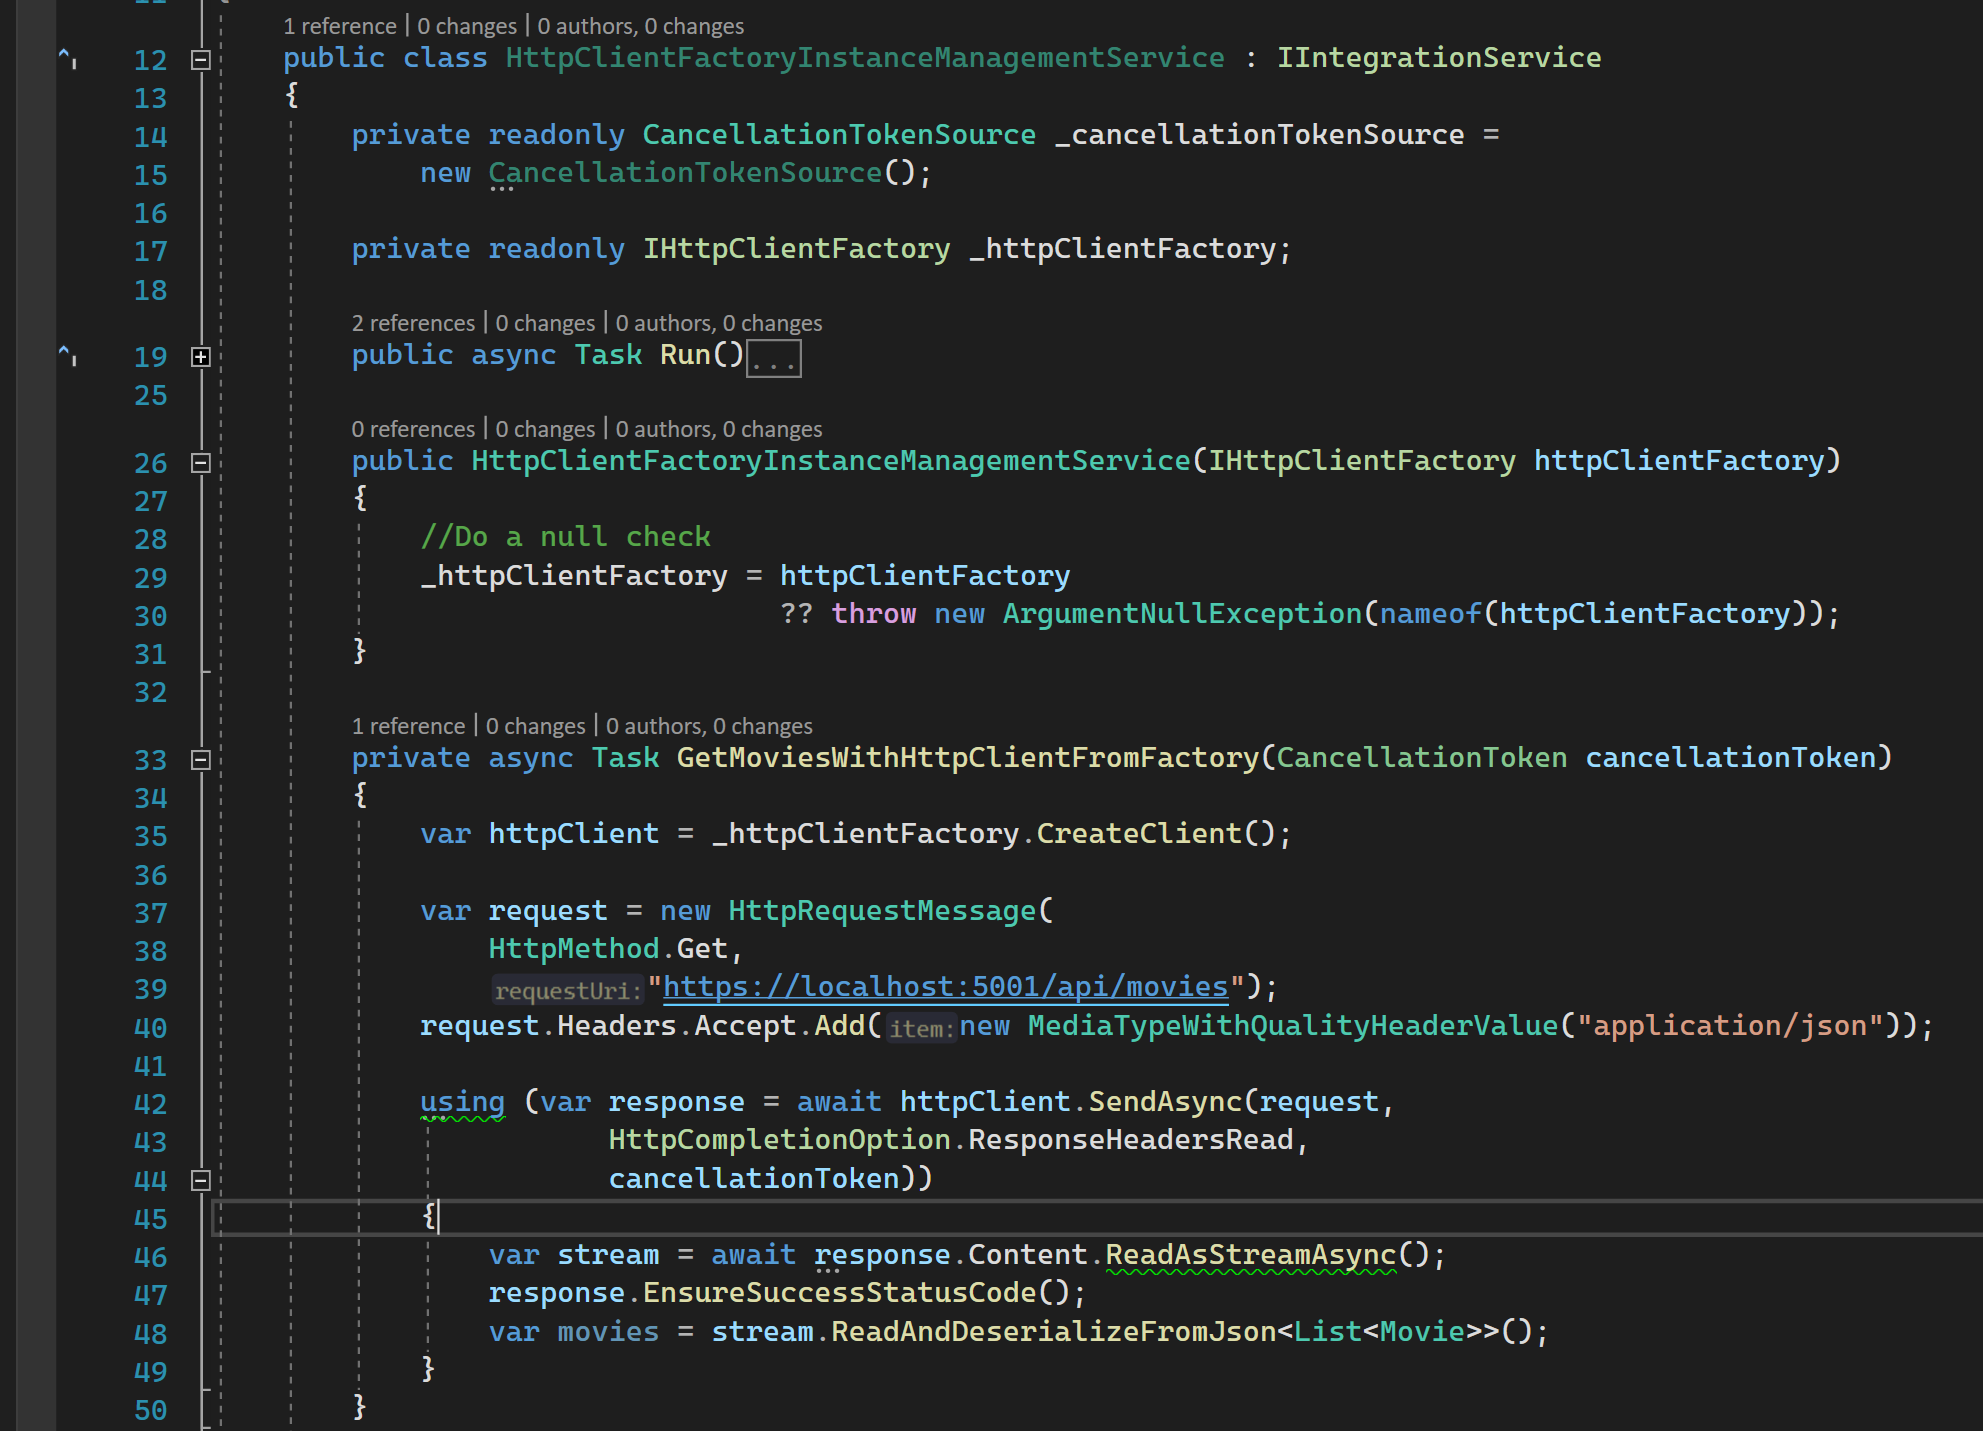 1 reference | 0 changes | 0 authors, 0 changes
12 public class HttpClientFactoryInstanceManagementService : IIntegrationService
13 {
14 private readonly CancellationTokenSource _cancellationTokenSource =
15 new CancellationTokenSource();
16
17 private readonly IHttpClientFactory _httpClientFactory;
18
2 references | 0 changes | 0 authors, 0 changes
19 public async Task Run()...
25
0 references | 0 changes | 0 authors, 0 changes
26 public HttpClientFactoryInstanceManagementService(IHttpClientFactory httpClientFactory)
27 {
28 //Do a null check
29 _httpClientFactory = httpClientFactory
30 ?? throw new ArgumentNullException(nameof(httpClientFactory));
31 }
32
1 reference | 0 changes | 0 authors, 0 changes
33 private async Task GetMoviesWithHttpClientFromFactory(CancellationToken cancellationToken)
34 {
35 var httpClient = _httpClientFactory.CreateClient();
36
37 var request = new HttpRequestMessage(
38 HttpMethod.Get,
39 requestUri: "https://localhost:5001/api/movies");
40 request.Headers.Accept.Add(item: new MediaTypeWithQualityHeaderValue("application/json"));
41
42 using (var response = await httpClient.SendAsync(request,
43 HttpCompletionOption.ResponseHeadersRead,
44 cancellationToken))
45 {
46 var stream = await response.Content.ReadAsStreamAsync();
47 response.EnsureSuccessStatusCode();
48 var movies = stream.ReadAndDeserializeFromJson<List<Movie>>();
49 }
50 }